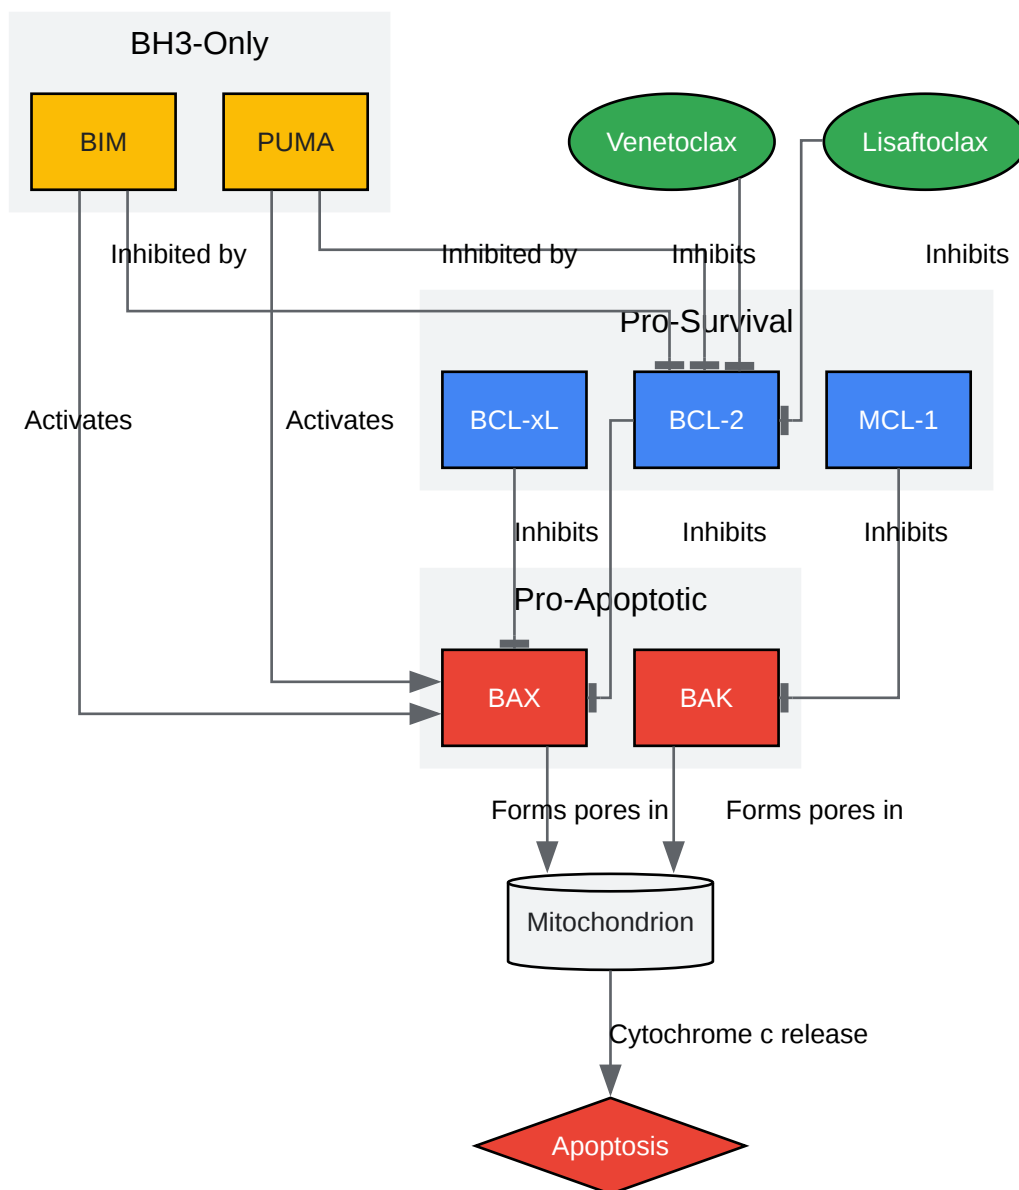 BH3-Only
BIM
PUMA
Venetoclax
Lisaftoclax
Inhibited by
Inhibited by
Inhibits
Inhibits
Pro-Survival
Activates
Activates
BCL-xL
BCL-2
MCL-1
Inhibits
Inhibits
Inhibits
Pro-Apoptotic
BAX
BAK
Forms pores in
Forms pores in
Mitochondrion
Cytochrome c release
Apoptosis